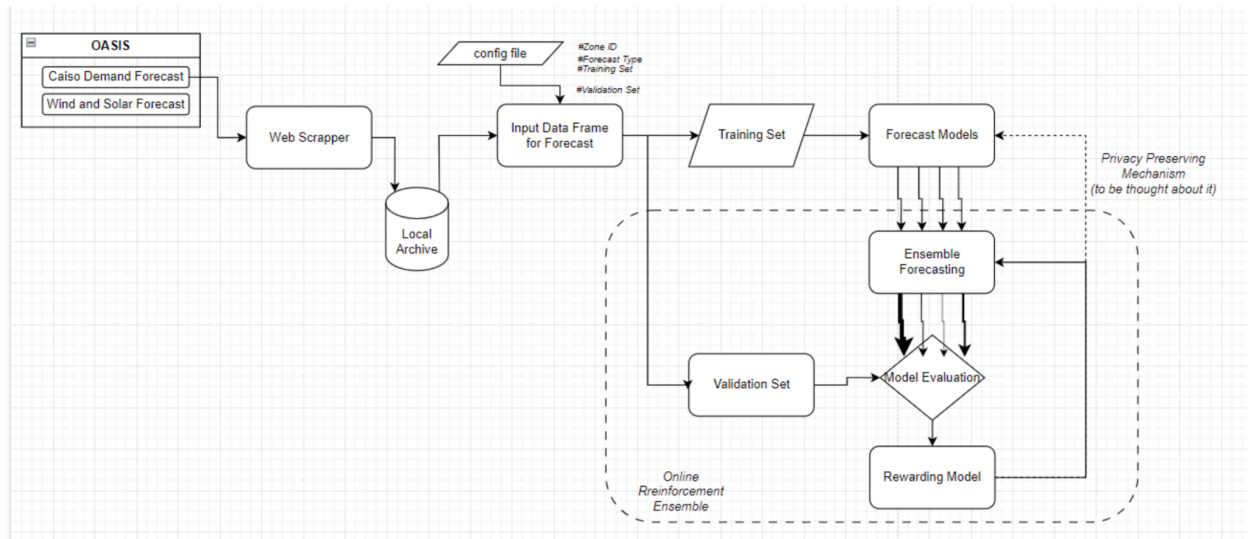 OASIS
Caiso Demand Forecast
Wind and Solar Forecast
Web Scrapper
Local
Archive
config file
#Zone ID
#Forecast Type
#Training Set
#Validation Set
Input Data Frame
for Forecast
Training Set
Forecast Models
Privacy Preserving
Mechanism
(to be thought about it)
Ensemble
Forecasting
Validation Set
Model Evaluation
Rewarding Model
Online
Rreinforcement
Ensemble